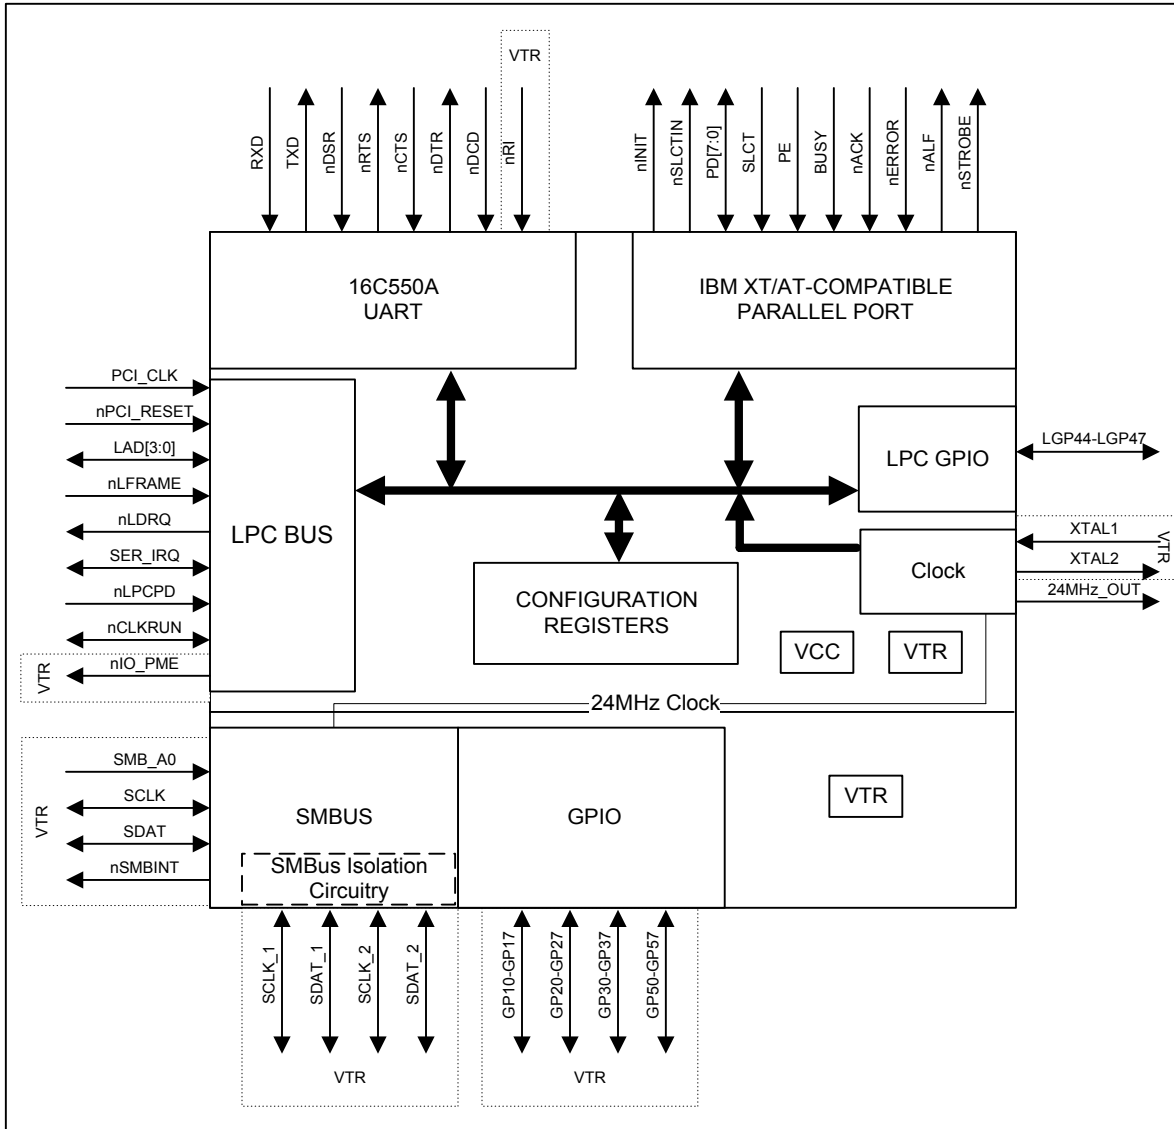 VTR
RXD
TXD
nDSR
nRTS
nCTS
nDTR
nDCD
nRI
nINIT
nSLCTIN
PD[7:0]
SLCT
PE
BUSY
nACK
nERROR
nALF
nSTROBE
16C550A
UART
IBM XT/AT-COMPATIBLE
PARALLEL PORT
PCI_CLK
nPCI_RESET
LAD[3:0]
nLFRAME
nLDRQ
SER_IRQ
nLPCPD
nCLKRUN
nIO_PME
VTR
LPC BUS
LPC GPIO
LGP44-LGP47
Clock
XTAL1
XTAL2
VTR
24MHz_OUT
CONFIGURATION
REGISTERS
VCC
VTR
24MHz Clock
SMB_A0
SCLK
SDAT
nSMBINT
VTR
SMBUS
GPIO
VTR
SMBus Isolation
Circuitry
SCLK_1
SDAT_1
SCLK_2
SDAT_2
GP10-GP17
GP20-GP27
GP30-GP37
GP50-GP57
VTR
VTR